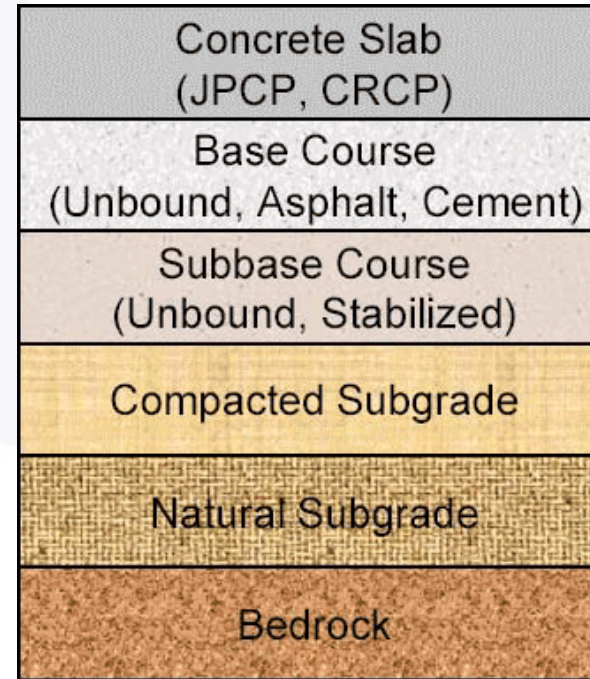 Concrete Slab
(JPCP, CRCP)
Base Course
(Unbound, Asphalt, Cement)
Subbase Course
(Unbound, Stabilized)
Compacted Subgrade
Natural Subgrade
Bedrock